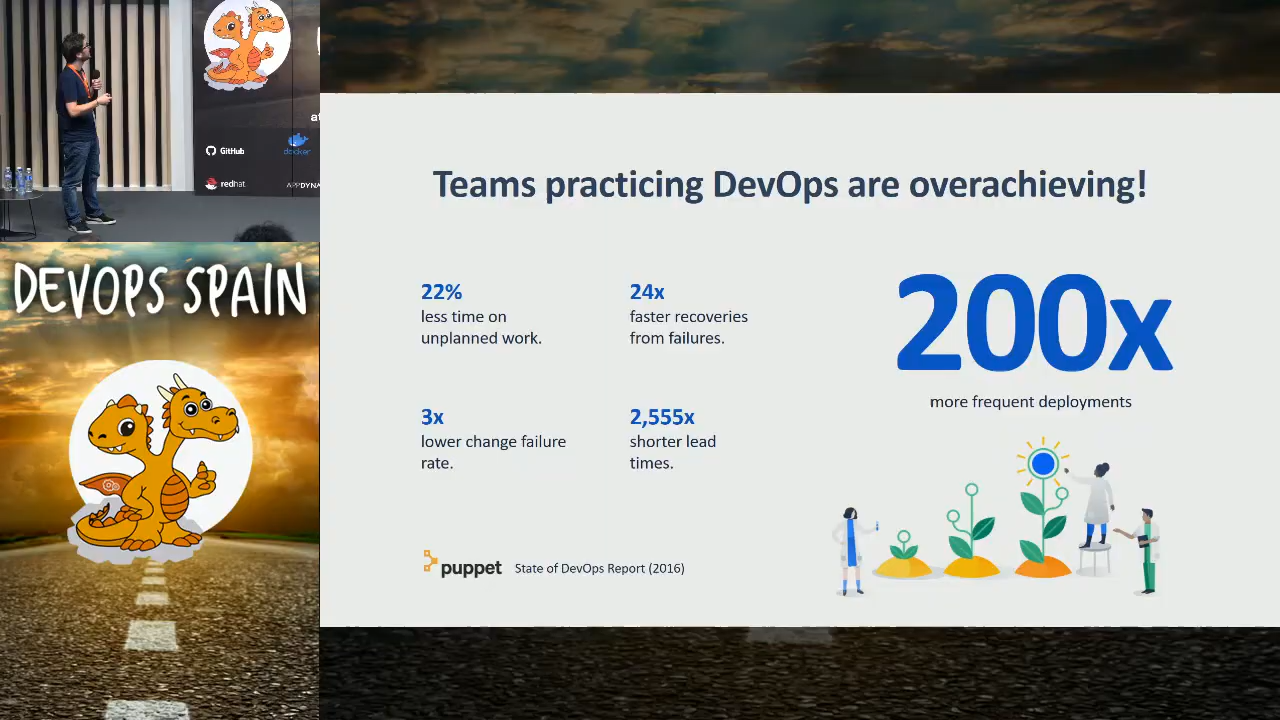 GitHub
docker
redhat.
APPDYNA
DEVOPS SPAIN
Teams practicing DevOps are overachieving!
22%
less time on
unplanned work.
24x
faster recoveries
from failures.
3x
lower change failure
rate.
2,555x
shorter lead
times.
200x
more frequent deployments
puppet State of DevOps Report (2016)